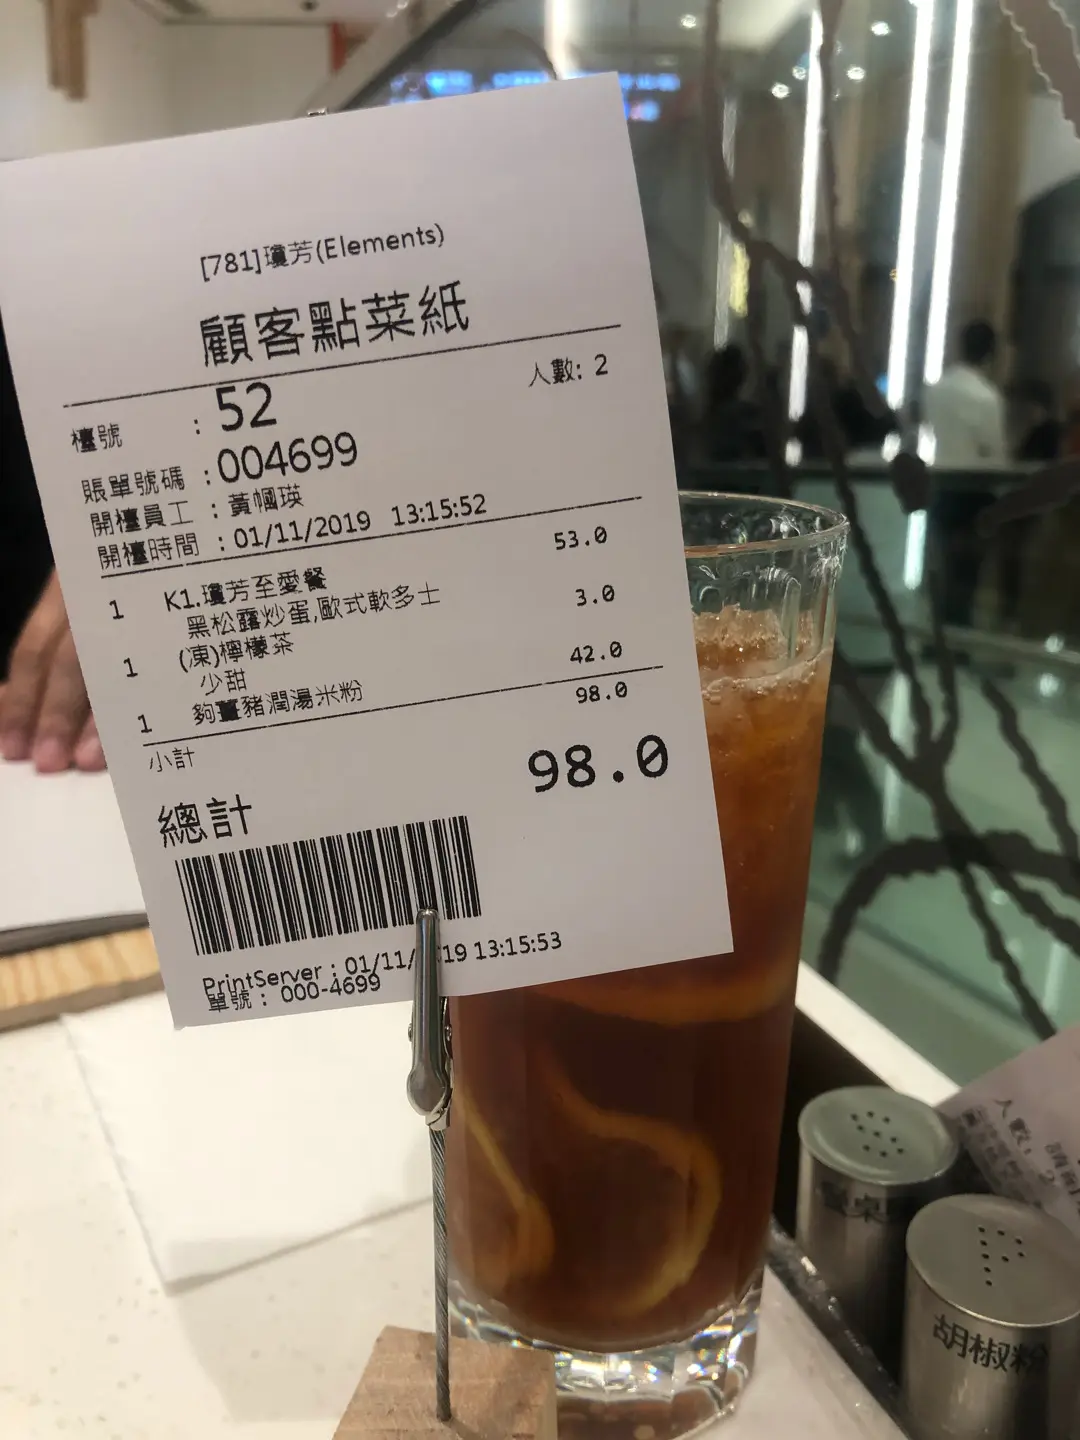 [781]瓊芳(Elements)
顧客點菜紙
人數: 2
檯號 : 52
賬單號碼 : 004699
開檯員工 : 黃幗瑛
開檯時間 : 01/11/2019 13:15:52
1 K1.瓊芳至愛餐 53.0
黑松露炒蛋,歐式軟多士
1 (凍)檸檬茶 3.0
少甜
1 夠薑豬潤湯米粉 42.0
小計 98.0
總計 98.0
PrintServer : 01/11/ 19 13:15:53
單號 : 000-4699
人數: 2
胡椒粉